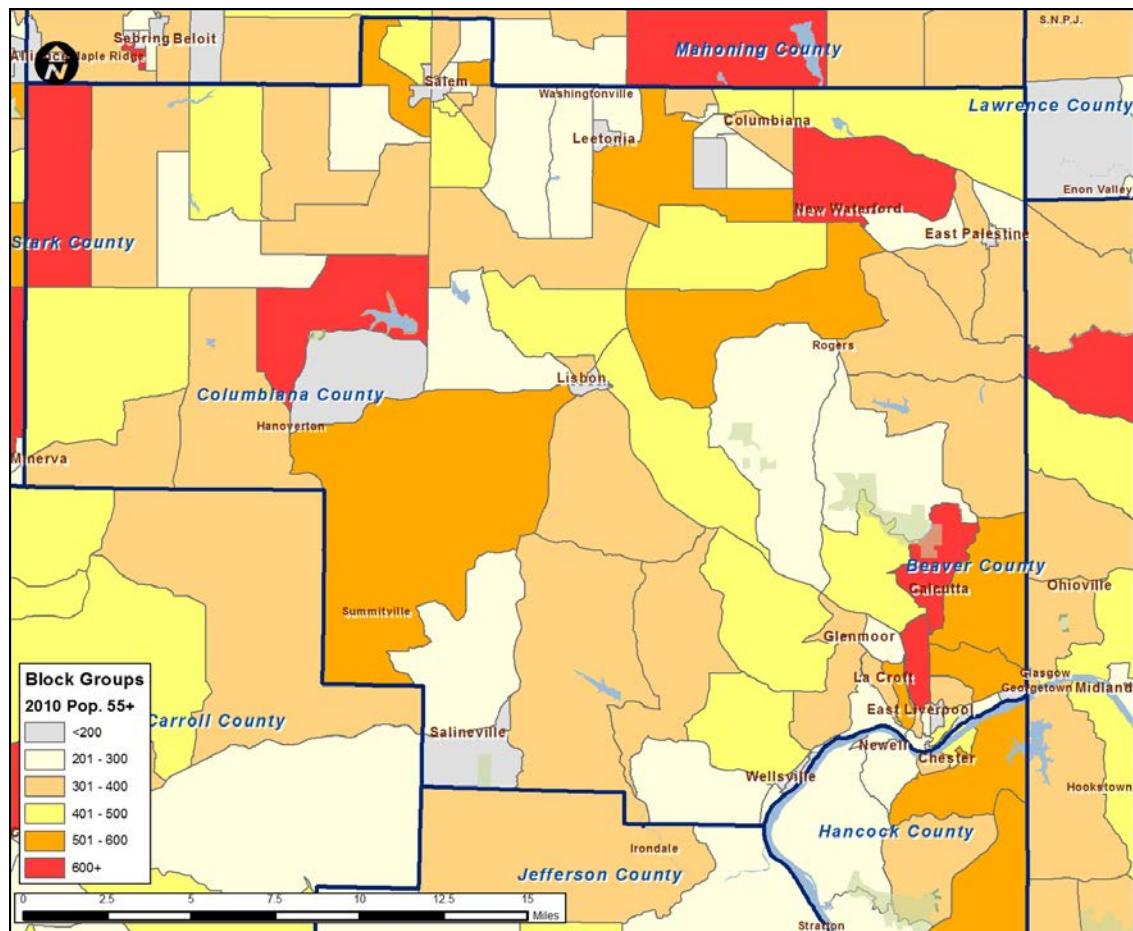 S.N.P.J.
Sebring Beloit
Mahoning County
Maple Ridge
N
Salem
Washingtonville
Lawrence County
Columbiana
Leetonia
Enon Valley
New Waterford
East Palestine
Stark County
Rogers
Lisbon
Columbiana County
Hanoverton
Minerva
Beaver County
Calcutta
Ohioville
Summitville
Glenmoor
La Croft
Glasgow
Georgetown Midland
East Liverpool
Carroll County
Salineville
Newell
Chester
Wellsville
Hookstown
Hancock County
Irondale
Jefferson County
Stratton
Block Groups
2010 Pop. 55+
<200
201 - 300
301 - 400
401 - 500
501 - 600
600+
0 2.5 5 7.5 10 12.5 15
Miles